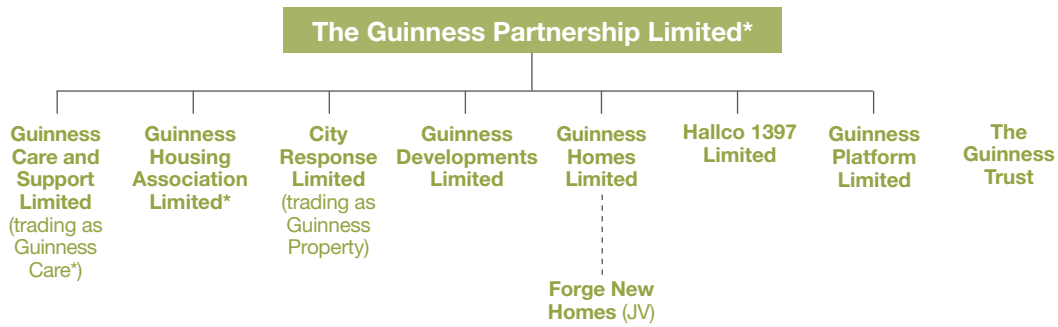 The Guinness Partnership Limited*
Guinness
Care and
Support
Limited
(trading as
Guinness
Care*)
Guinness
Housing
Association
Limited*
City
Response
Limited
(trading as
Guinness
Property)
Guinness
Developments
Limited
Guinness
Homes
Limited
Forge New
Homes (JV)
Hallco 1397
Limited
Guinness
Platform
Limited
The
Guinness
Trust